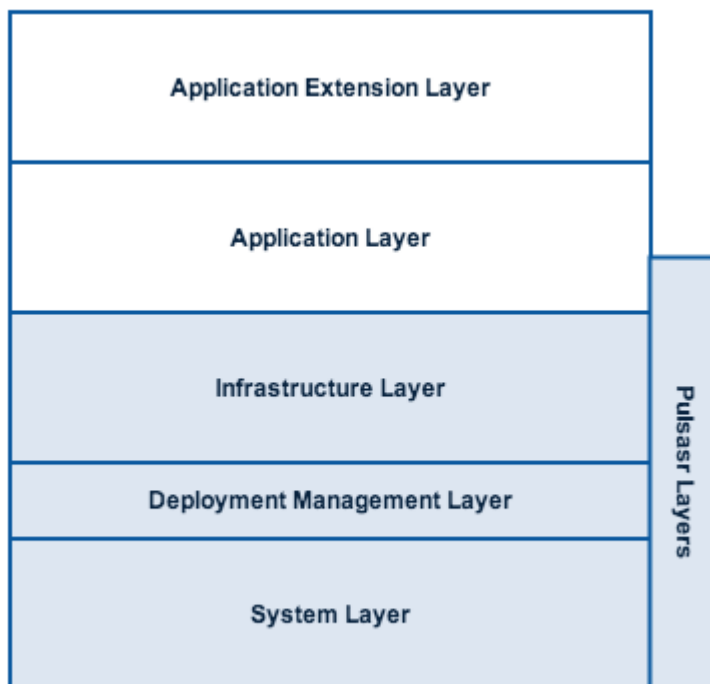 Application Extension Layer
Application Layer
Infrastructure Layer
Deployment Management Layer
System Layer
Pulsasr Layers